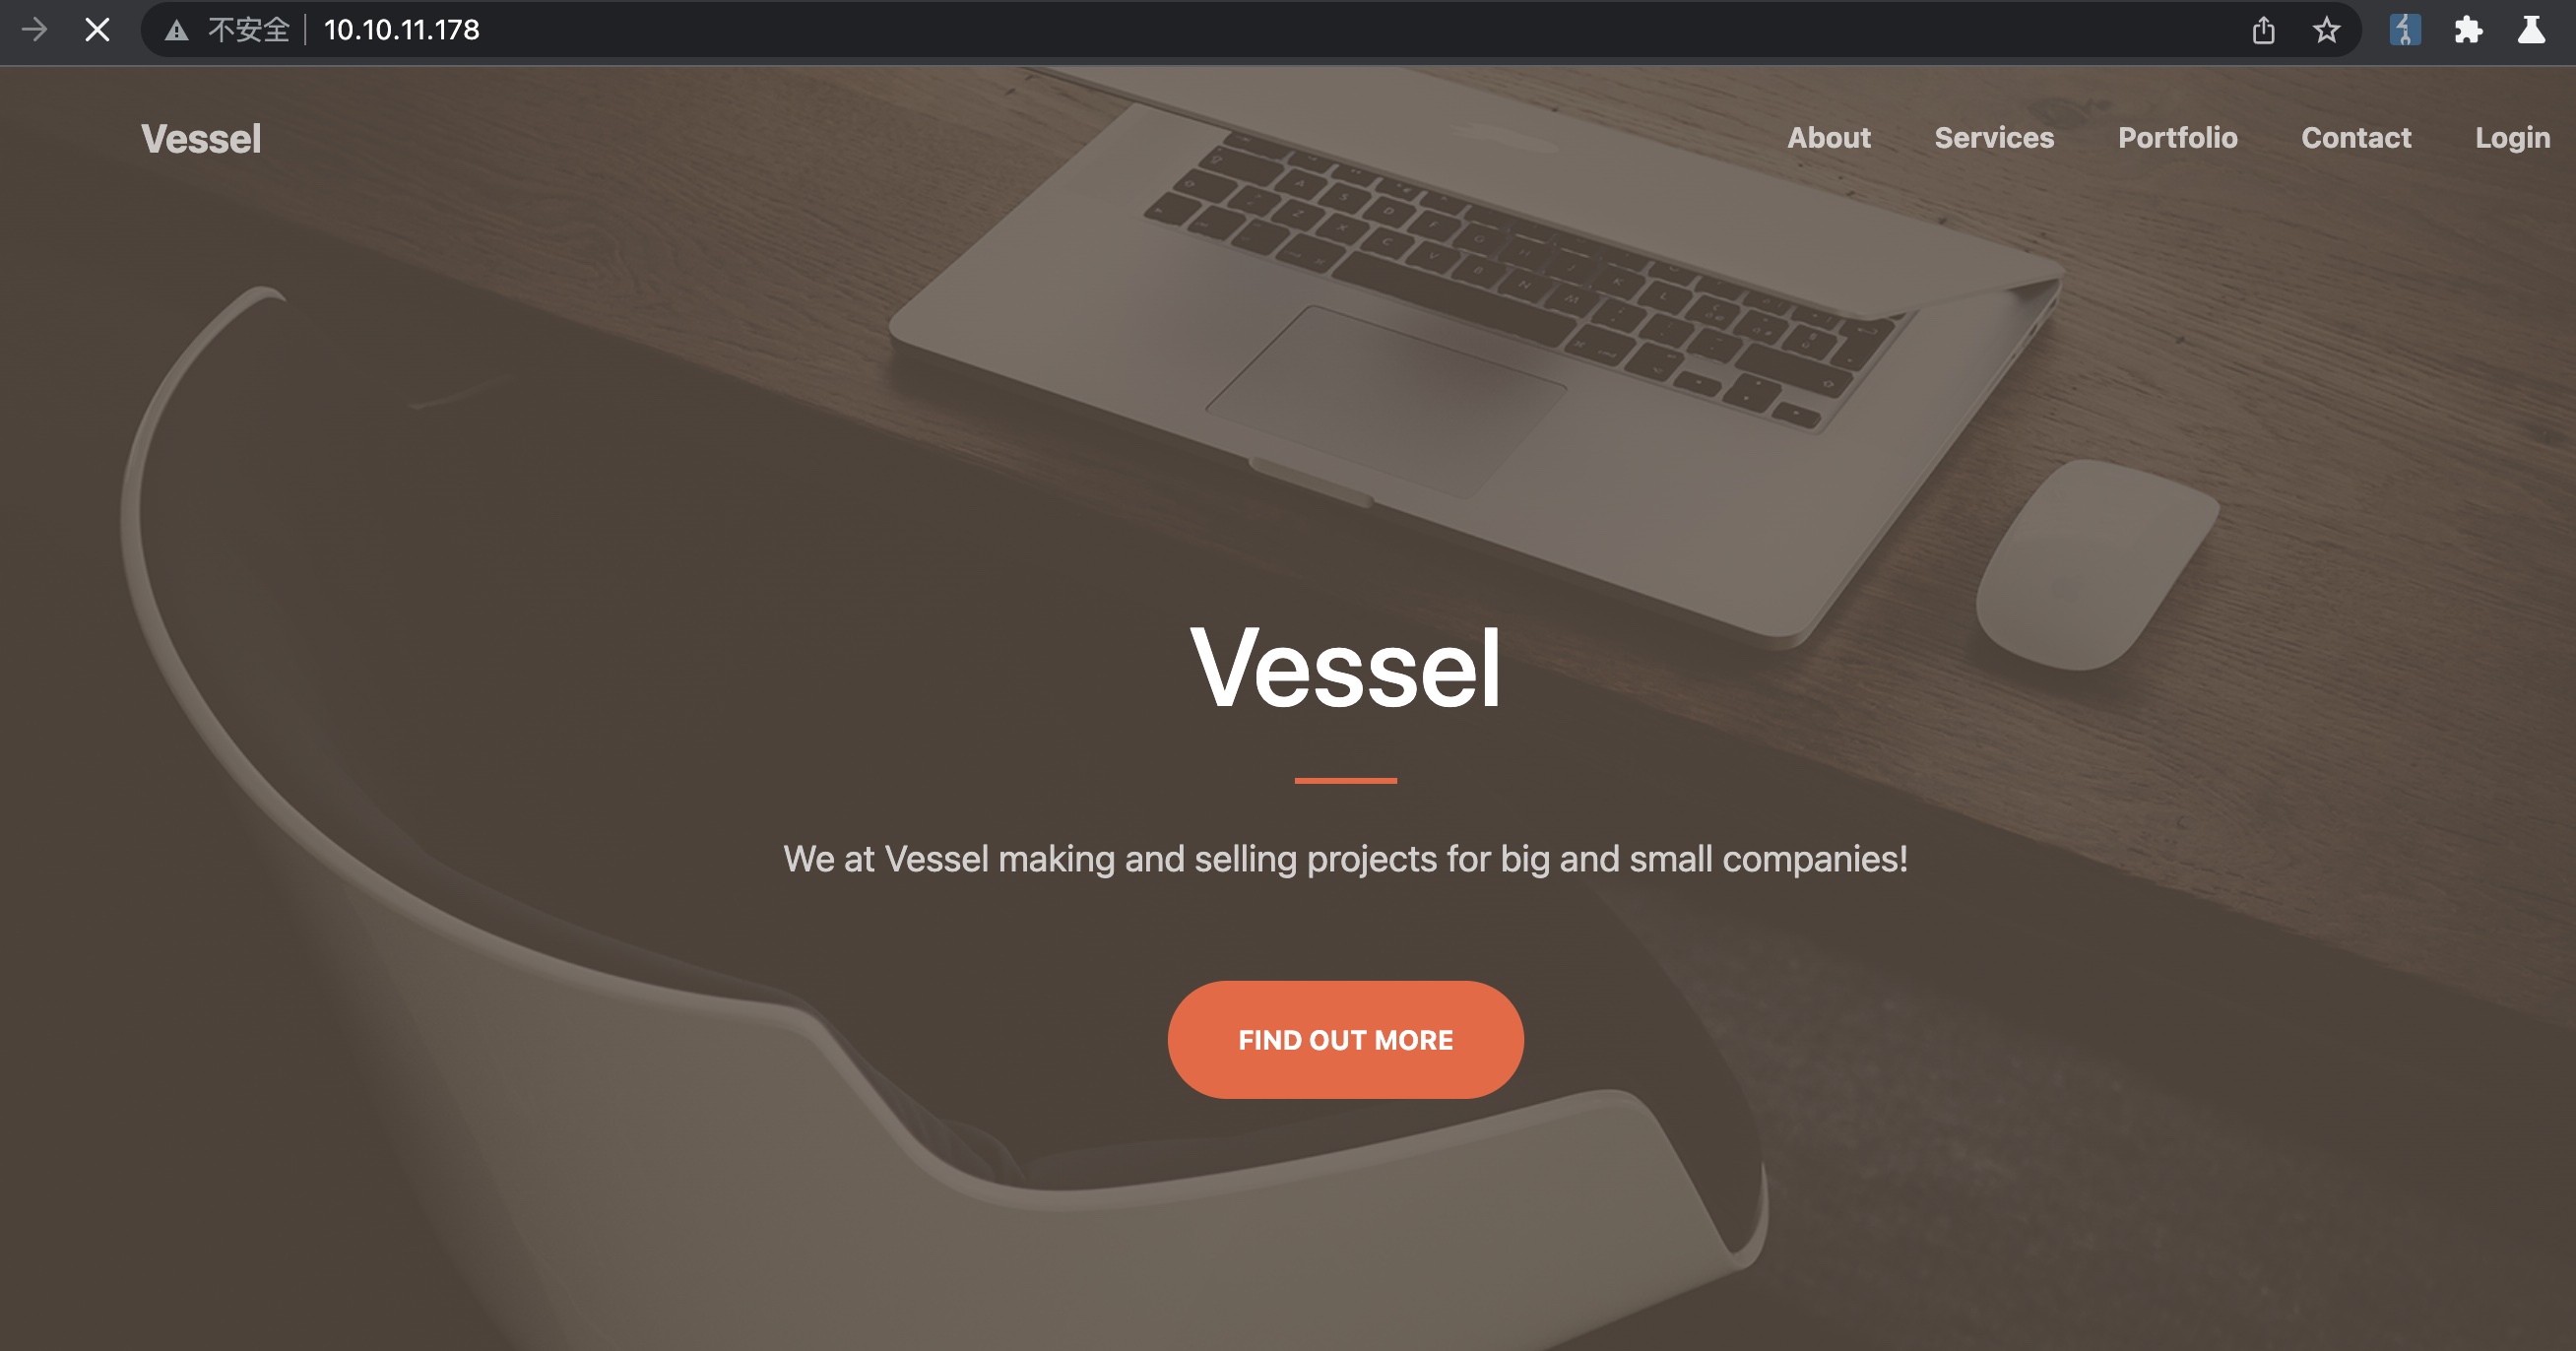 不安全 10.10.11.178
Vessel About Services Portfolio Contact Login
Vessel
We at Vessel making and selling projects for big and small companies!
FIND OUT MORE